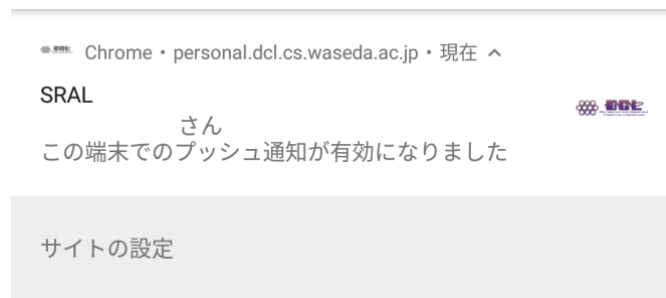 Chrome・personal.dcl.cs.waseda.ac.jp・現在
SRAL
さん
この端末でのプッシュ通知が有効になりました
サイトの設定